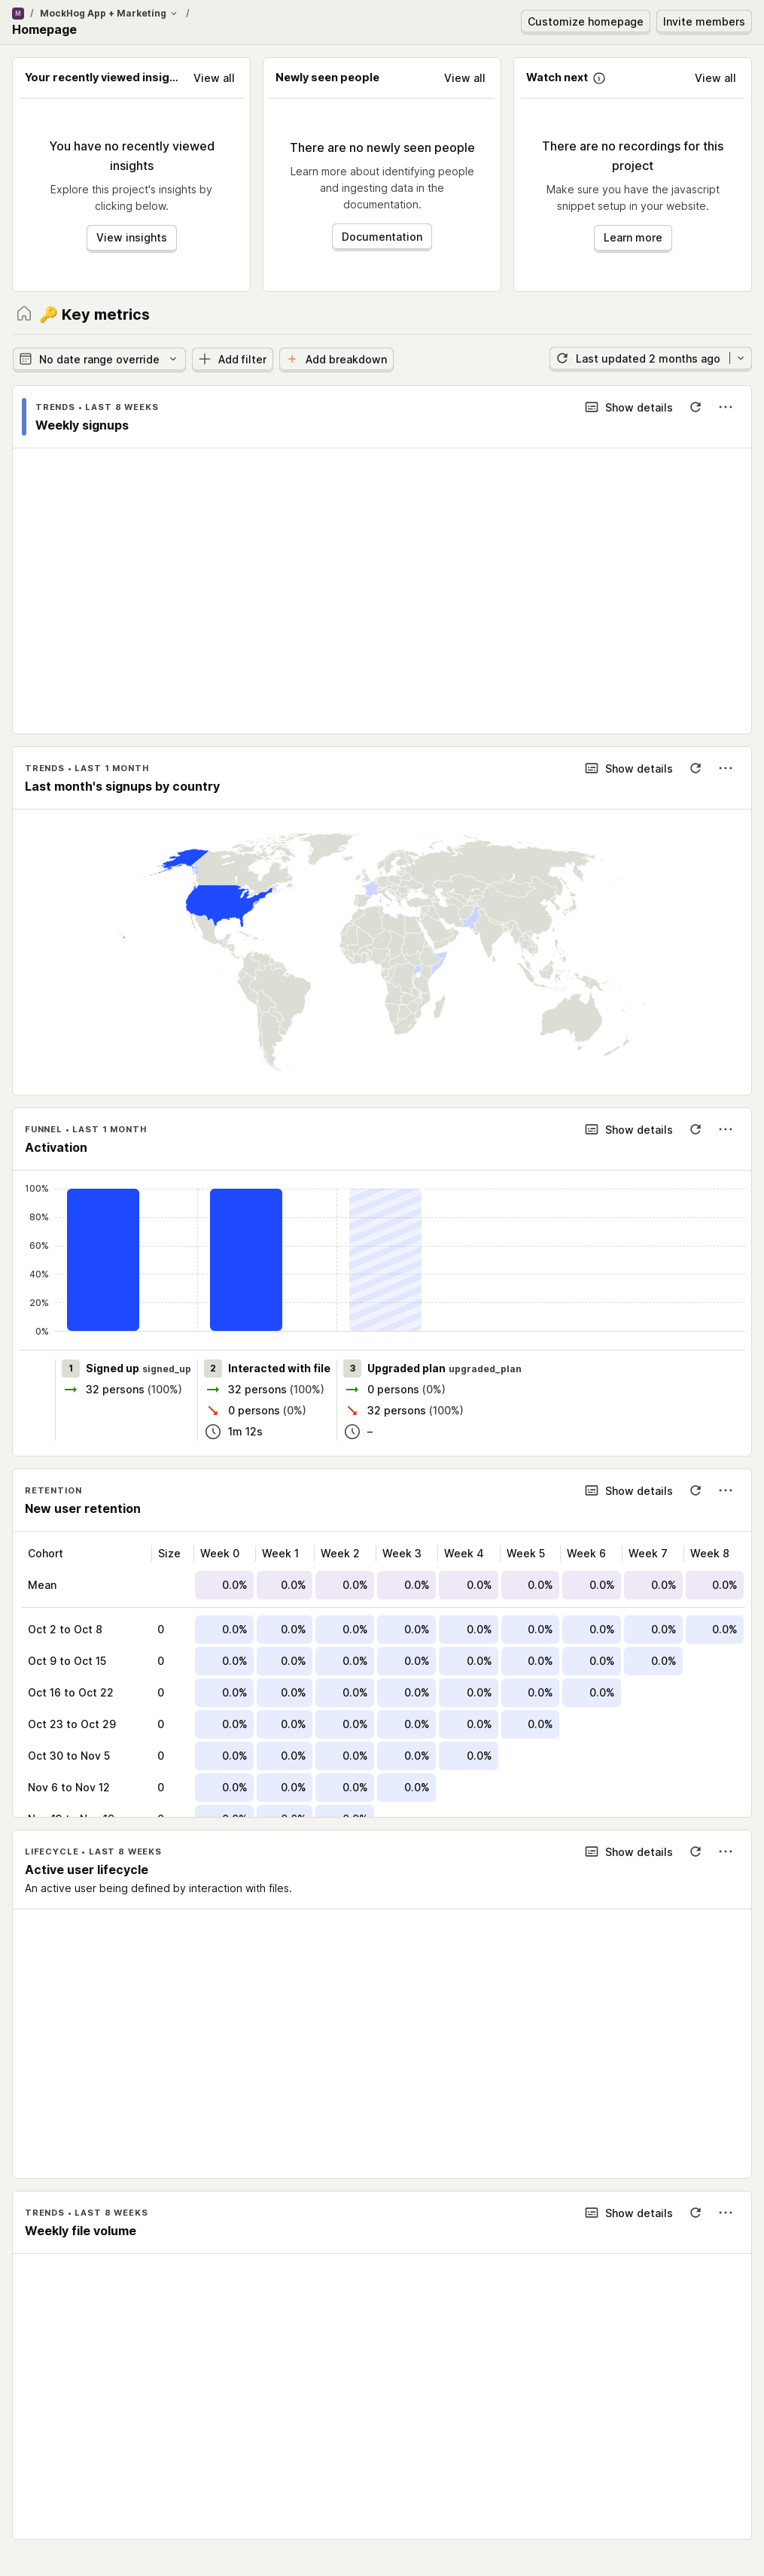 M / MockHog App + Marketing /
Homepage
Customize homepage
Invite members
Your recently viewed insig...
View all
You have no recently viewed
insights
Explore this project's insights by
clicking below.
View insights
Newly seen people
View all
There are no newly seen people
Learn more about identifying people
and ingesting data in the
documentation.
Documentation
Watch next
View all
There are no recordings for this
project
Make sure you have the javascript
snippet setup in your website.
Learn more
🔑 Key metrics
No date range override
Add filter
Add breakdown
Last updated 2 months ago
TRENDS • LAST 8 WEEKS
Show details
Weekly signups
TRENDS • LAST 1 MONTH
Show details
Last month's signups by country
FUNNEL • LAST 1 MONTH
Show details
Activation
100%
80%
60%
40%
20%
0%
1 Signed up signed_up
32 persons (100%)
2 Interacted with file
32 persons (100%)
0 persons (0%)
1m 12s
3 Upgraded plan upgraded_plan
0 persons (0%)
32 persons (100%)
–
RETENTION
Show details
New user retention
Cohort Size Week 0 Week 1 Week 2 Week 3 Week 4 Week 5 Week 6 Week 7 Week 8
Mean 0.0% 0.0% 0.0% 0.0% 0.0% 0.0% 0.0% 0.0% 0.0%
Oct 2 to Oct 8 0 0.0% 0.0% 0.0% 0.0% 0.0% 0.0% 0.0% 0.0% 0.0%
Oct 9 to Oct 15 0 0.0% 0.0% 0.0% 0.0% 0.0% 0.0% 0.0% 0.0%
Oct 16 to Oct 22 0 0.0% 0.0% 0.0% 0.0% 0.0% 0.0% 0.0%
Oct 23 to Oct 29 0 0.0% 0.0% 0.0% 0.0% 0.0% 0.0%
Oct 30 to Nov 5 0 0.0% 0.0% 0.0% 0.0% 0.0%
Nov 6 to Nov 12 0 0.0% 0.0% 0.0% 0.0%
LIFECYCLE • LAST 8 WEEKS
Show details
Active user lifecycle
An active user being defined by interaction with files.
TRENDS • LAST 8 WEEKS
Show details
Weekly file volume